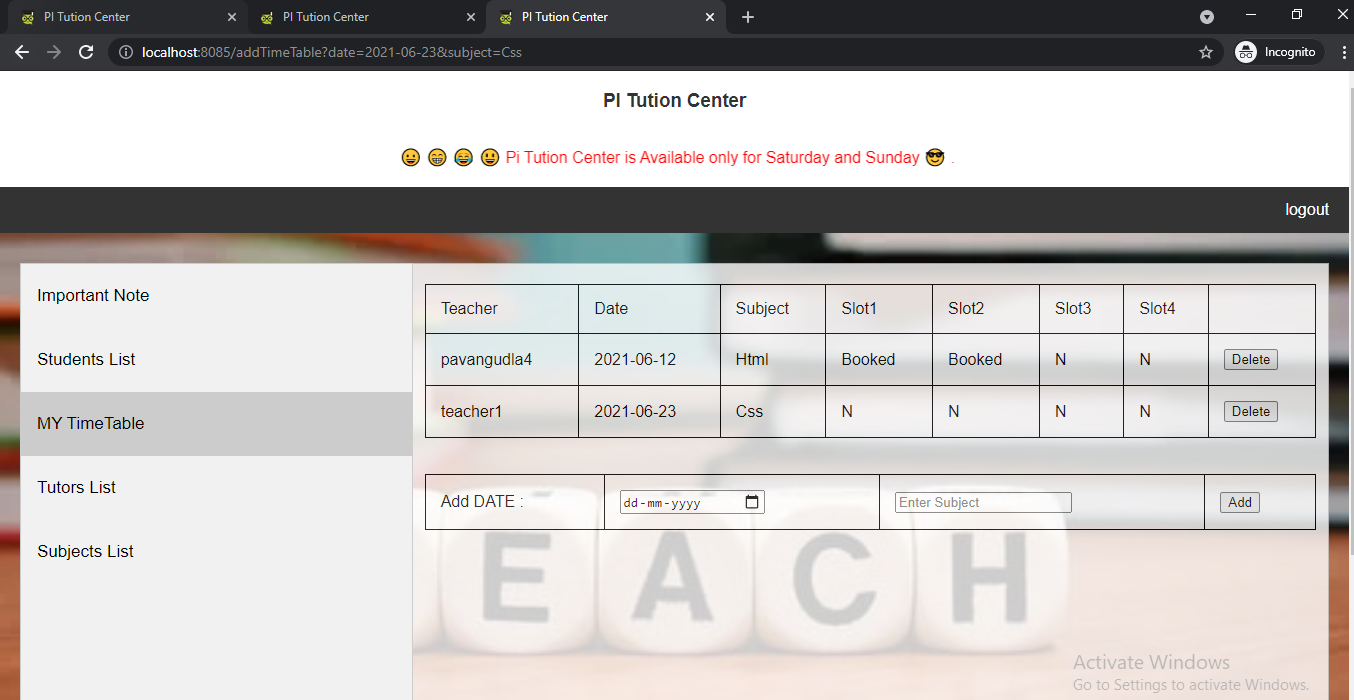 PI Tution Center
PI Tution Center
PI Tution Center
localhost:8085/addTimeTable?date=2021-06-23&subject=Css
Incognito
PI Tution Center
😀 😁 😂 😃 Pi Tution Center is Available only for Saturday and Sunday 😎 .
logout
Important Note
Students List
MY TimeTable
Tutors List
Subjects List
Teacher Date Subject Slot1 Slot2 Slot3 Slot4
pavangudla4 2021-06-12 Html Booked Booked N N Delete
teacher1 2021-06-23 Css N N N N Delete
Add DATE : dd-mm-yyyy Enter Subject Add
EACH
Activate Windows
Go to Settings to activate Windows.